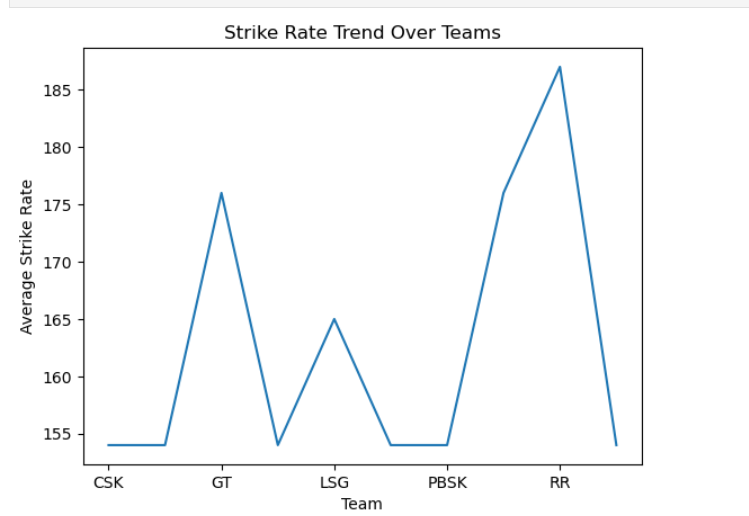 Strike Rate Trend Over Teams
Average Strike Rate
185
180
175
170
165
160
155
CSK GT LSG PBSK RR
Team